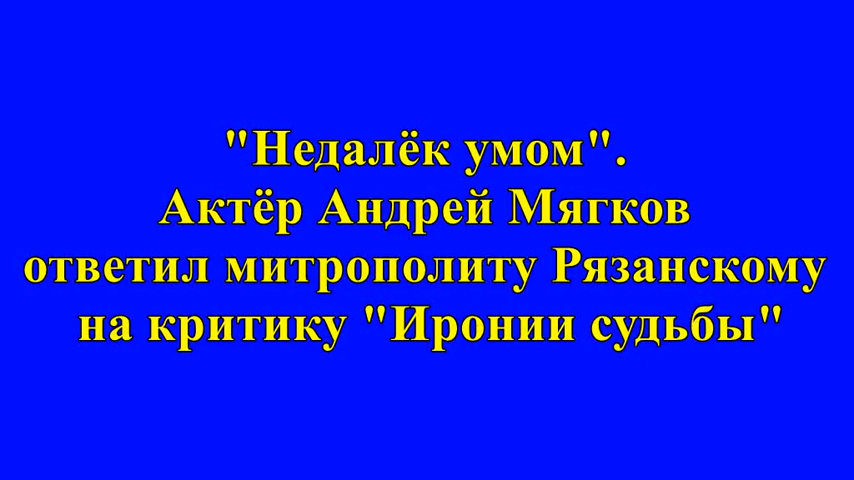 "Недалёк умом".
Актёр Андрей Мягков
ответил митрополиту Рязанскому
на критику "Иронии судьбы"